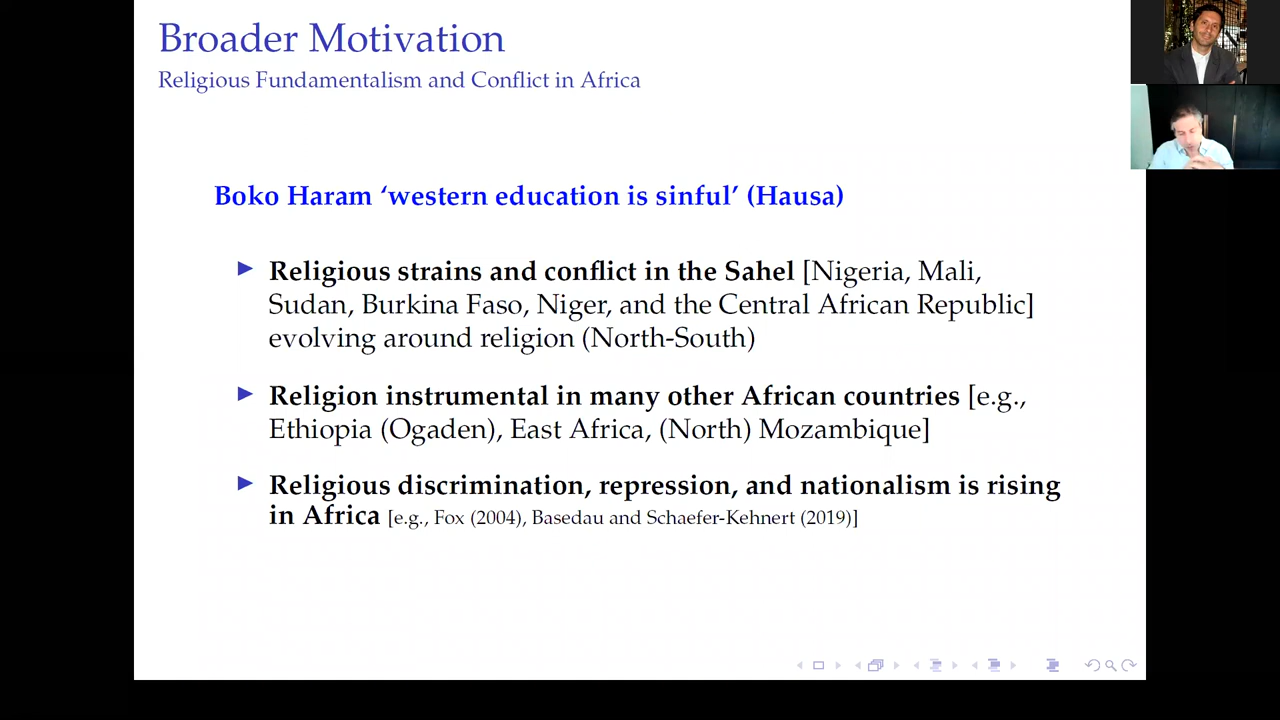 Broader Motivation
Religious Fundamentalism and Conflict in Africa
Boko Haram ‘western education is sinful’ (Hausa)
Religious strains and conflict in the Sahel [Nigeria, Mali,
Sudan, Burkina Faso, Niger, and the Central African Republic]
evolving around religion (North-South)
Religion instrumental in many other African countries [e.g.,
Ethiopia (Ogaden), East Africa, (North) Mozambique]
Religious discrimination, repression, and nationalism is rising
in Africa [e.g., Fox (2004), Basedau and Schaefer-Kehnert (2019)]